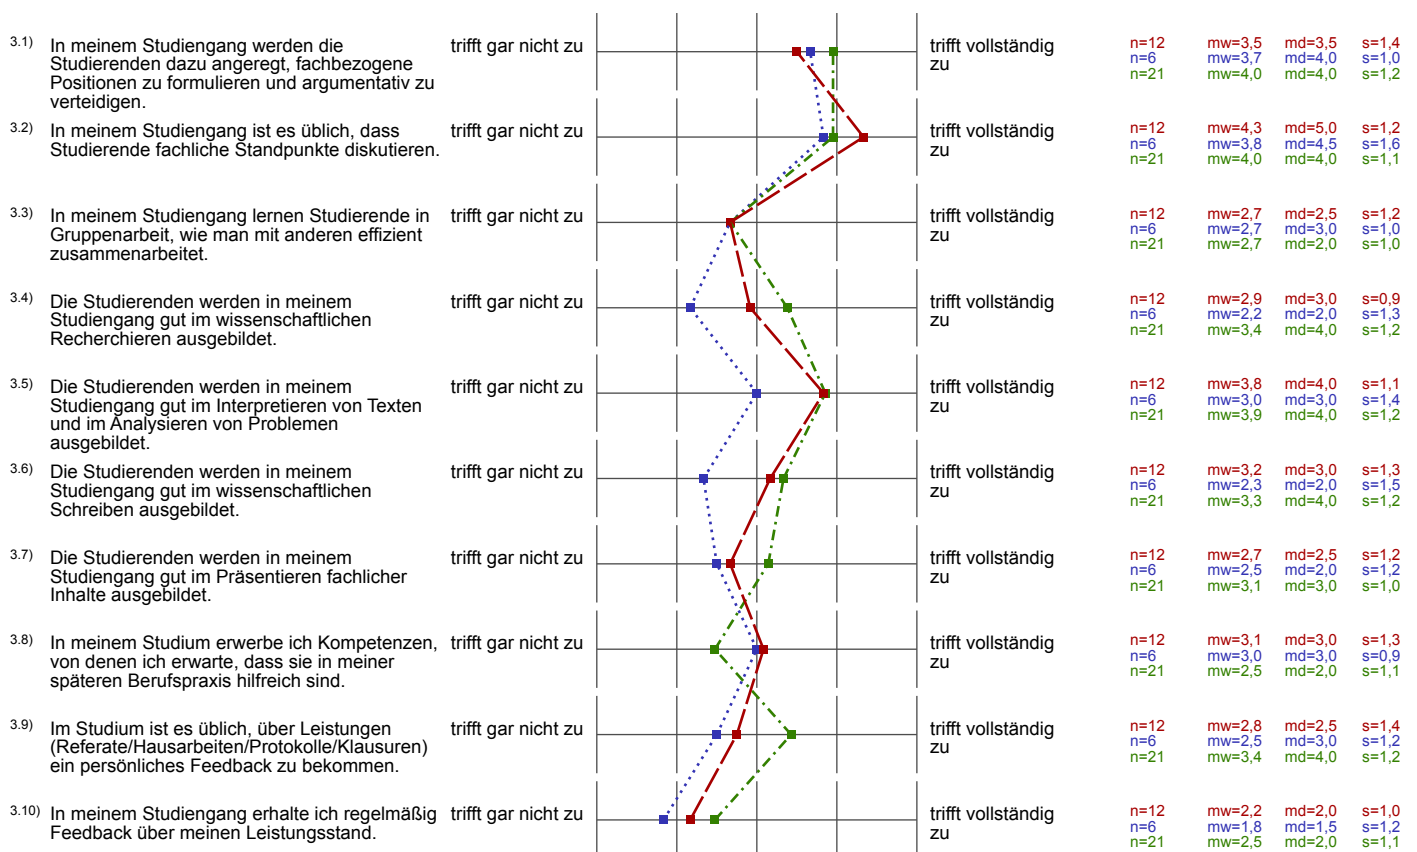 3.1) In meinem Studiengang werden die
Studierenden dazu angeregt, fachbezogene
Positionen zu formulieren und argumentativ zu
verteidigen.
trifft gar nicht zu
trifft vollständig
zu
n=12 mw=3,5 md=3,5 s=1,4
n=6 mw=3,7 md=4,0 s=1,0
n=21 mw=4,0 md=4,0 s=1,2
3.2) In meinem Studiengang ist es üblich, dass
Studierende fachliche Standpunkte diskutieren.
trifft gar nicht zu
trifft vollständig
zu
n=12 mw=4,3 md=5,0 s=1,2
n=6 mw=3,8 md=4,5 s=1,6
n=21 mw=4,0 md=4,0 s=1,1
3.3) In meinem Studiengang lernen Studierende in
Gruppenarbeit, wie man mit anderen effizient
zusammenarbeitet.
trifft gar nicht zu
trifft vollständig
zu
n=12 mw=2,7 md=2,5 s=1,2
n=6 mw=2,7 md=3,0 s=1,0
n=21 mw=2,7 md=2,0 s=1,0
3.4) Die Studierenden werden in meinem
Studiengang gut im wissenschaftlichen
Recherchieren ausgebildet.
trifft gar nicht zu
trifft vollständig
zu
n=12 mw=2,9 md=3,0 s=0,9
n=6 mw=2,2 md=2,0 s=1,3
n=21 mw=3,4 md=4,0 s=1,2
3.5) Die Studierenden werden in meinem
Studiengang gut im Interpretieren von Texten
und im Analysieren von Problemen
ausgebildet.
trifft gar nicht zu
trifft vollständig
zu
n=12 mw=3,8 md=4,0 s=1,1
n=6 mw=3,0 md=3,0 s=1,4
n=21 mw=3,9 md=4,0 s=1,2
3.6) Die Studierenden werden in meinem
Studiengang gut im wissenschaftlichen
Schreiben ausgebildet.
trifft gar nicht zu
trifft vollständig
zu
n=12 mw=3,2 md=3,0 s=1,3
n=6 mw=2,3 md=2,0 s=1,5
n=21 mw=3,3 md=4,0 s=1,2
3.7) Die Studierenden werden in meinem
Studiengang gut im Präsentieren fachlicher
Inhalte ausgebildet.
trifft gar nicht zu
trifft vollständig
zu
n=12 mw=2,7 md=2,5 s=1,2
n=6 mw=2,5 md=2,0 s=1,2
n=21 mw=3,1 md=3,0 s=1,0
3.8) In meinem Studium erwerbe ich Kompetenzen,
von denen ich erwarte, dass sie in meiner
späteren Berufspraxis hilfreich sind.
trifft gar nicht zu
trifft vollständig
zu
n=12 mw=3,1 md=3,0 s=1,3
n=6 mw=3,0 md=3,0 s=0,9
n=21 mw=2,5 md=2,0 s=1,1
3.9) Im Studium ist es üblich, über Leistungen
(Referate/Hausarbeiten/Protokolle/Klausuren)
ein persönliches Feedback zu bekommen.
trifft gar nicht zu
trifft vollständig
zu
n=12 mw=2,8 md=2,5 s=1,4
n=6 mw=2,5 md=3,0 s=1,2
n=21 mw=3,4 md=4,0 s=1,2
3.10) In meinem Studiengang erhalte ich regelmäßig
Feedback über meinen Leistungsstand.
trifft gar nicht zu
trifft vollständig
zu
n=12 mw=2,2 md=2,0 s=1,0
n=6 mw=1,8 md=1,5 s=1,2
n=21 mw=2,5 md=2,0 s=1,1